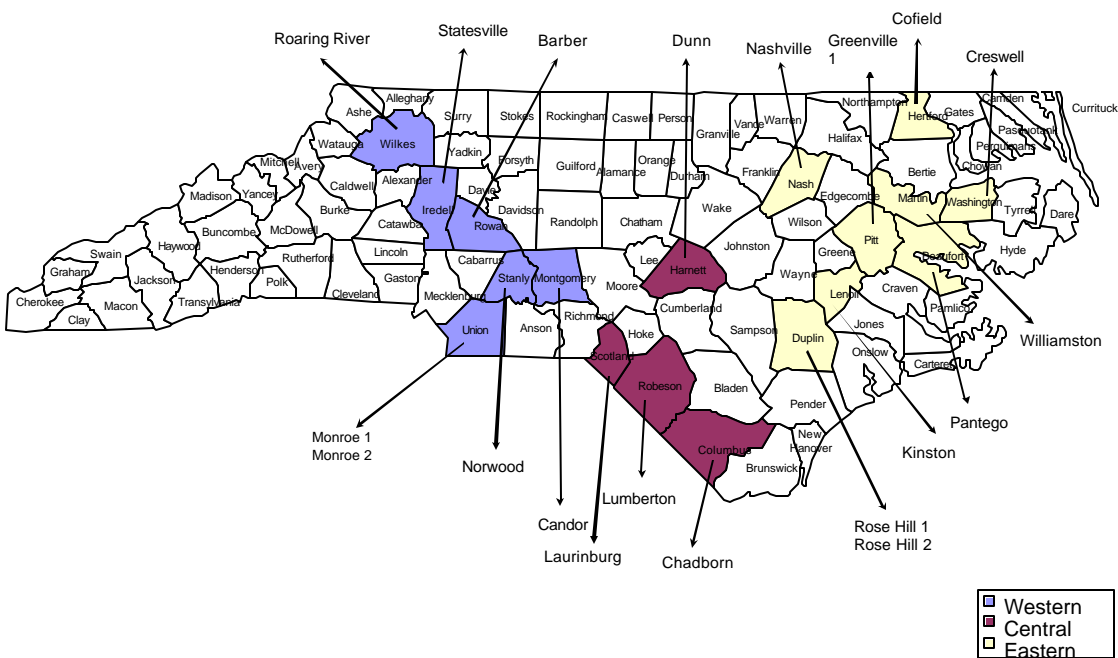 Cofield
Statesville
Roaring River
Barber
Dunn
Nashville
Greenville
1
Creswell
Alleghany
Ashe
Surry
Stokes
Rockingham
Caswell
Person
Granville
Vance
Warren
Northampton
Hertford
Gates
Camden
Currituck
Pasquotank
Perquimans
Chowan
Halifax
Watauga
Wilkes
Yadkin
Forsyth
Guilford
Alamance
Orange
Durham
Franklin
Nash
Edgecombe
Bertie
Martin
Washington
Tyrrell
Dare
Mitchell
Avery
Caldwell
Alexander
Iredell
Davie
Davidson
Randolph
Chatham
Wake
Wilson
Pitt
Beaufort
Hyde
Madison
Yancey
Burke
Catawba
Rowan
Johnston
Greene
Buncombe
McDowell
Haywood
Swain
Rutherford
Lincoln
Cabarrus
Stanly
Montgomery
Lee
Harnett
Wayne
Lenoir
Craven
Pamlico
Graham
Jackson
Henderson
Polk
Cleveland
Gaston
Mecklenburg
Moore
Cherokee
Macon
Transylvania
Clay
Union
Anson
Richmond
Scotland
Hoke
Cumberland
Sampson
Duplin
Jones
Onslow
Carteret
Robeson
Bladen
Pender
New
Hanover
Columbus
Brunswick
Williamston
Pantego
Kinston
Monroe 1
Monroe 2
Norwood
Candor
Laurinburg
Lumberton
Chadborn
Rose Hill 1
Rose Hill 2
Western
Central
Eastern